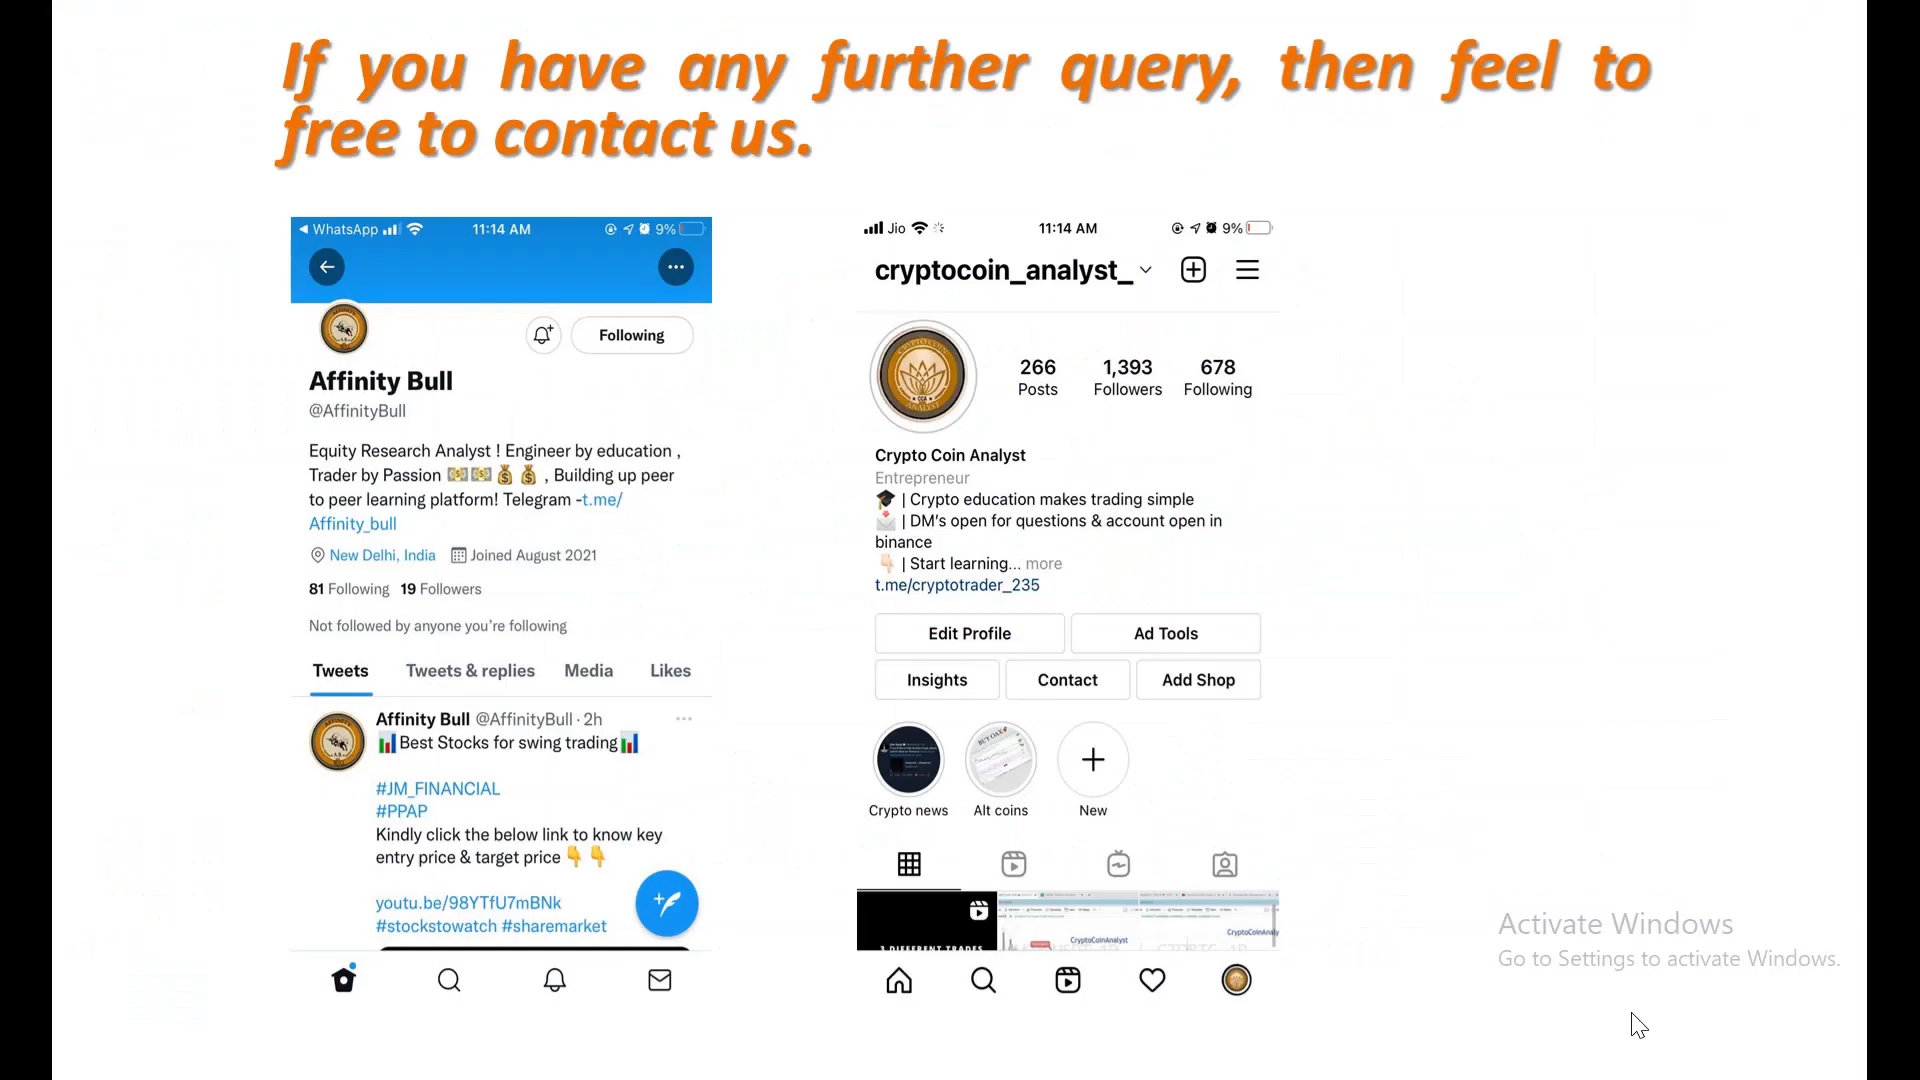 If you have any further query, then feel to
free to contact us.
WhatsApp 11:14 AM 9%
Following
Affinity Bull
@AffinityBull
Equity Research Analyst ! Engineer by education ,
Trader by Passion 💵💵💰💰 , Building up peer
to peer learning platform! Telegram -t.me/
Affinity_bull
New Delhi, India Joined August 2021
81 Following 19 Followers
Not followed by anyone you're following
Tweets Tweets & replies Media Likes
Affinity Bull @AffinityBull · 2h
📊Best Stocks for swing trading📊
#JM_FINANCIAL
#PPAP
Kindly click the below link to know key
entry price & target price 👇👇
youtu.be/98YTfU7mBNk
#stockstowatch #sharemarket
Jio 11:14 AM 9%
cryptocoin_analyst_
266 1,393 678
Posts Followers Following
Crypto Coin Analyst
Entrepreneur
🎓 | Crypto education makes trading simple
📩 | DM's open for questions & account open in
binance
👇🏻 | Start learning... more
t.me/cryptotrader_235
Edit Profile Ad Tools
Insights Contact Add Shop
BUY OAX
Crypto news Alt coins New
3 DIFFERENT TRADES
CryptoCoinAnalyst
CryptoCoinAnaly
Activate Windows
Go to Settings to activate Windows.